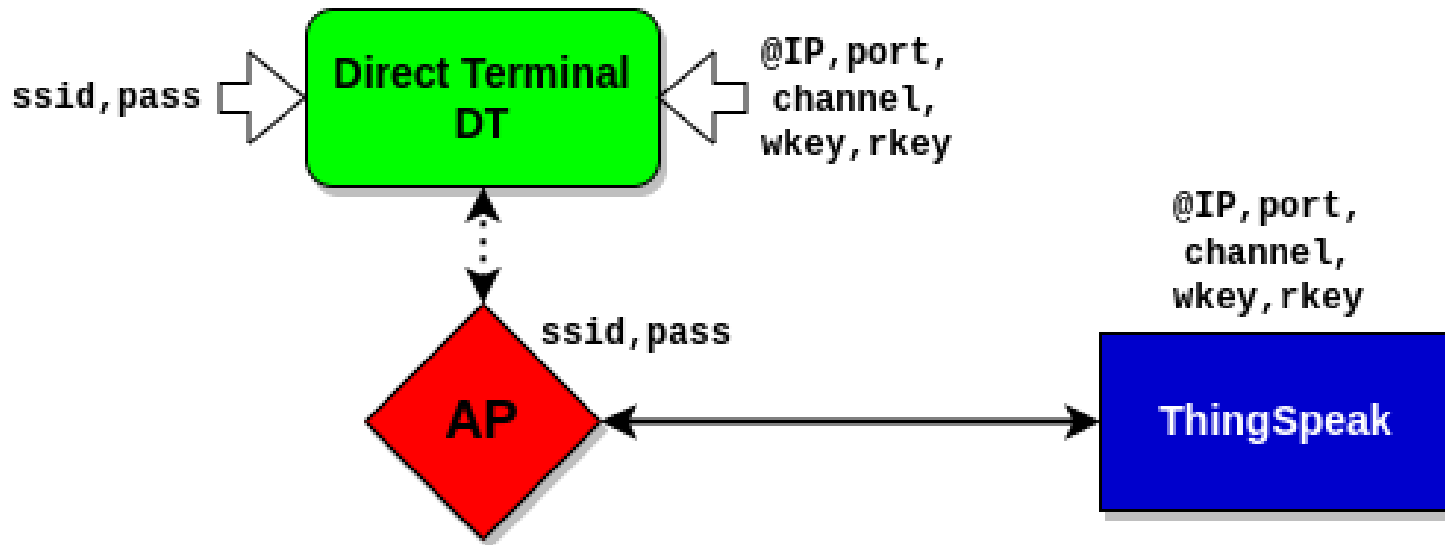 ssid,pass
Direct Terminal
DT
@IP,port,
channel,
wkey,rkey
@IP,port,
channel,
wkey,rkey
ssid,pass
AP
ThingSpeak